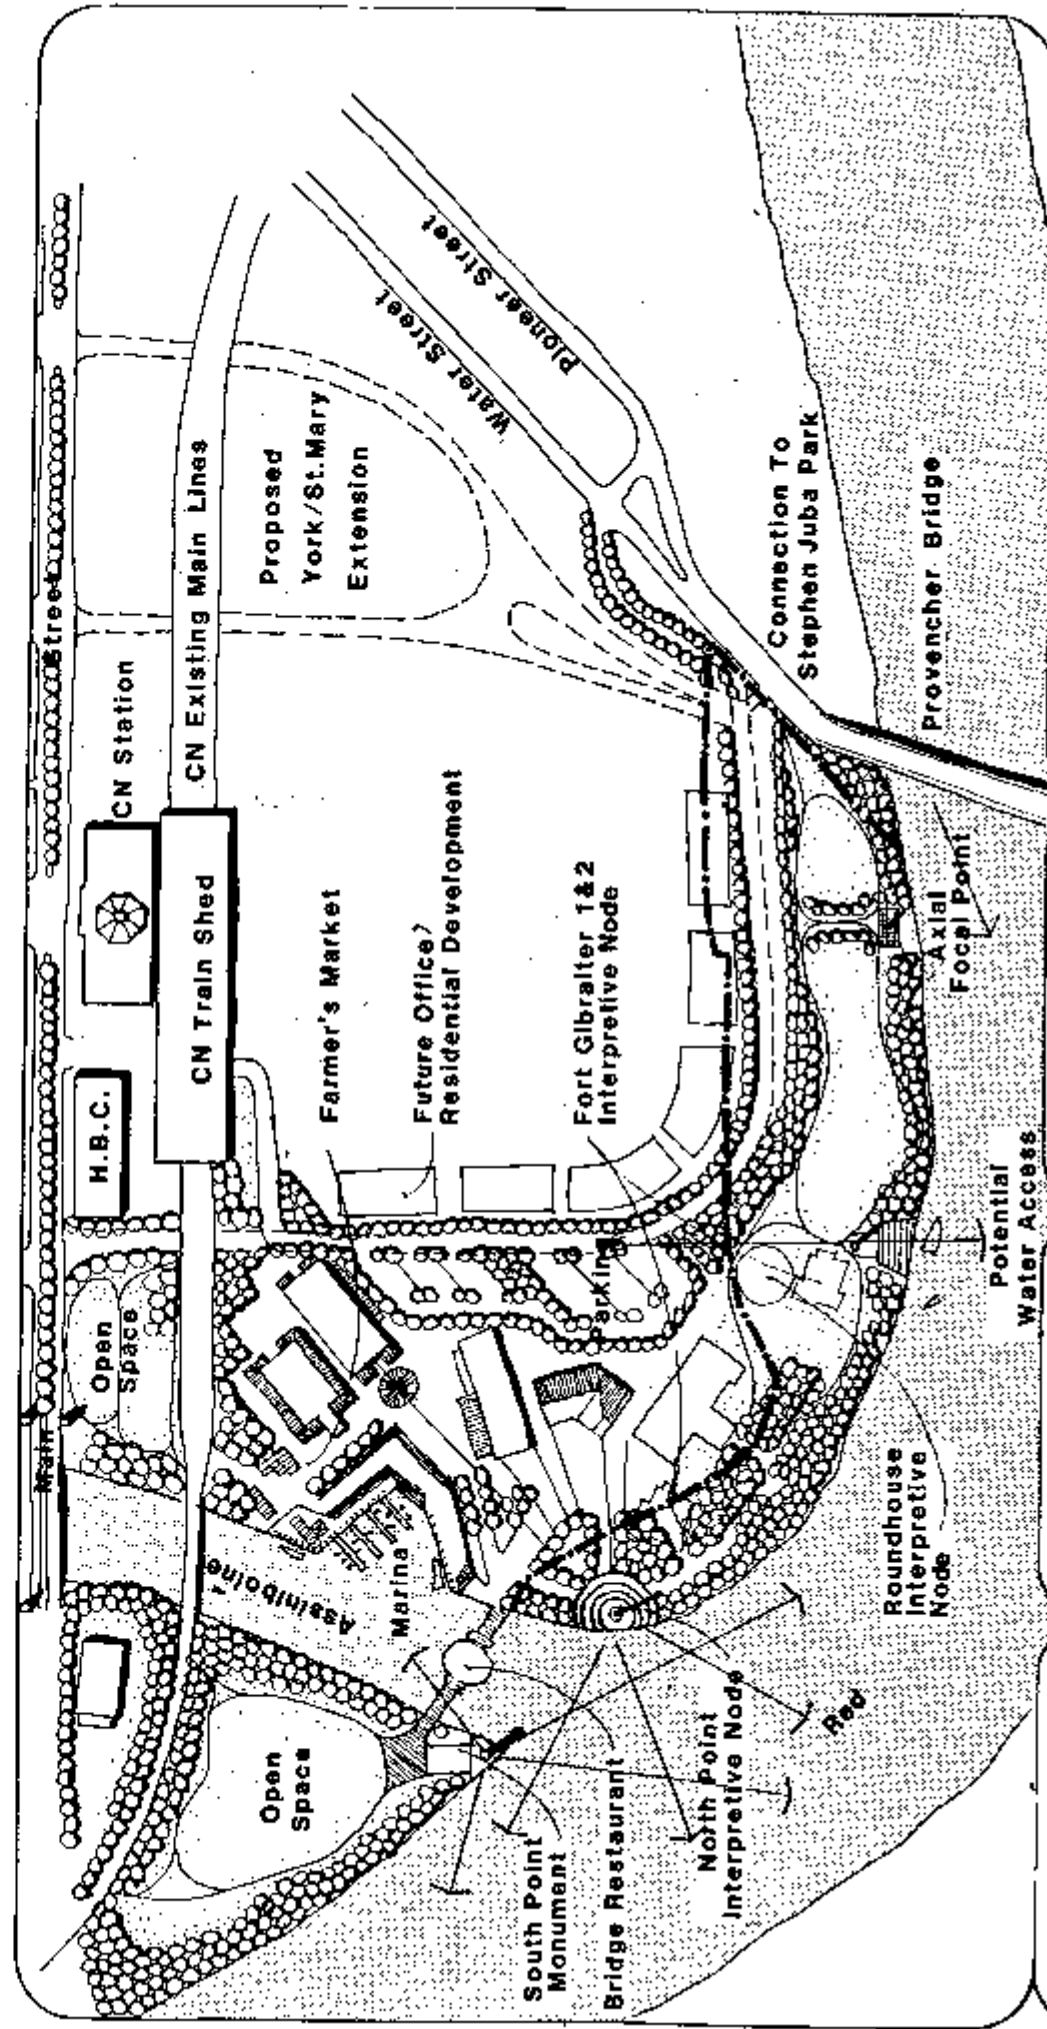 Main
Street
CN Station
CN Existing Main Lines
CN Train Shed
H.B.C.
Proposed
York/St.Mary
Extension
Water Street
Pioneer Street
Connection To
Stephen Juba Park
Provencher Bridge
Axial
Focal Point
Farmer's Market
Future Office/
Residential Development
Fort Gibralter 1&2
Interpretive Node
Parking
Potential
Water Access
Open
Space
Assiniboine
Marina
Roundhouse
Interpretive
Node
Open
Space
South Point
Monument
Bridge Restaurant
North Point
Interpretive Node
Red